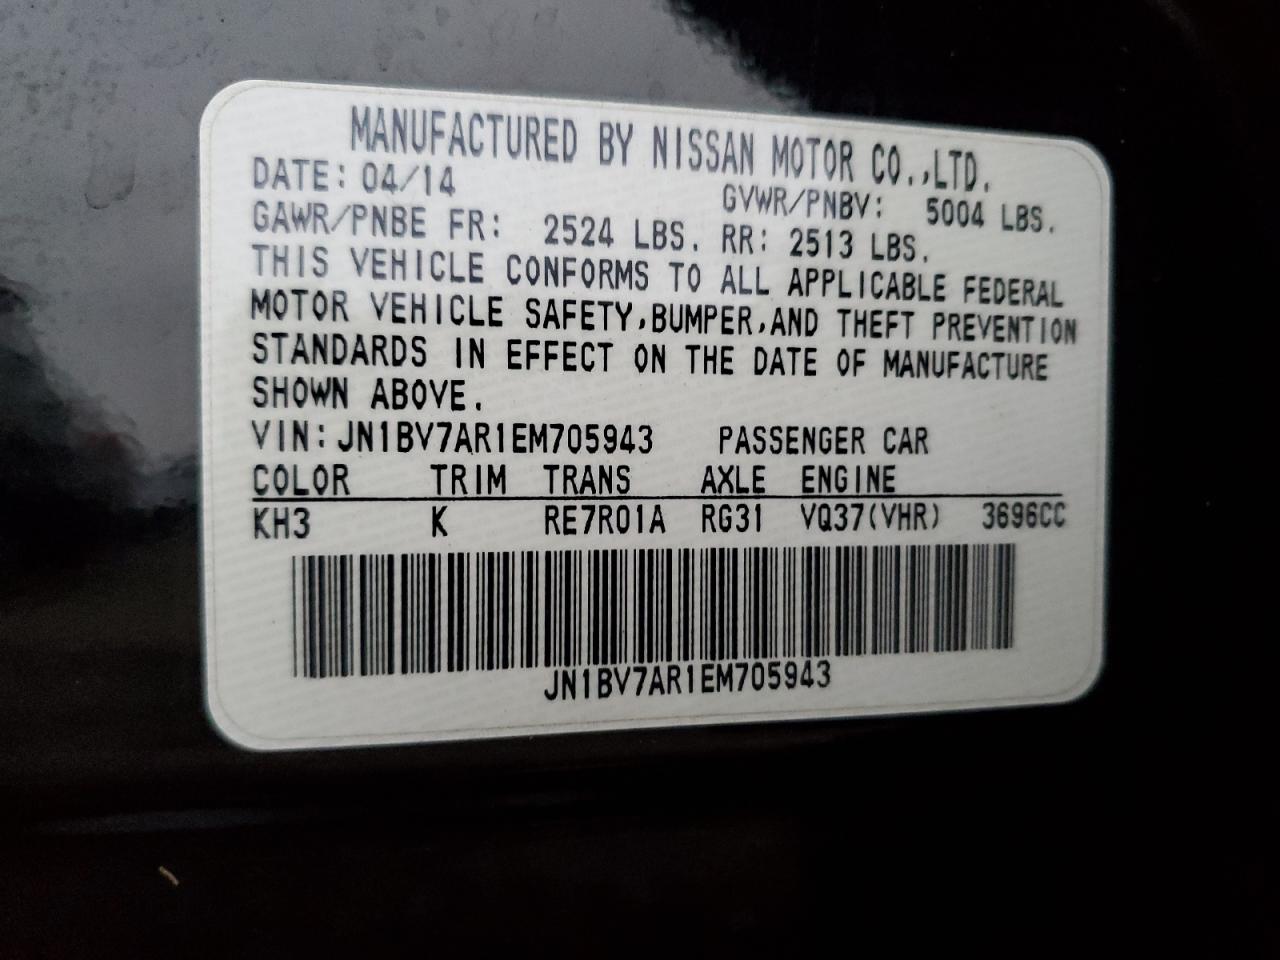 MANUFACTURED BY NISSAN MOTOR CO.,LTD.
DATE: 04/14 GVWR/PNBV: 5004 LBS.
GAWR/PNBE FR: 2524 LBS. RR: 2513 LBS.
THIS VEHICLE CONFORMS TO ALL APPLICABLE FEDERAL
MOTOR VEHICLE SAFETY,BUMPER,AND THEFT PREVENTION
STANDARDS IN EFFECT ON THE DATE OF MANUFACTURE
SHOWN ABOVE.
VIN: JN1BV7AR1EM705943 PASSENGER CAR
COLOR TRIM TRANS AXLE ENGINE
KH3 K RE7R01A RG31 VQ37(VHR) 3696CC
JN1BV7AR1EM705943